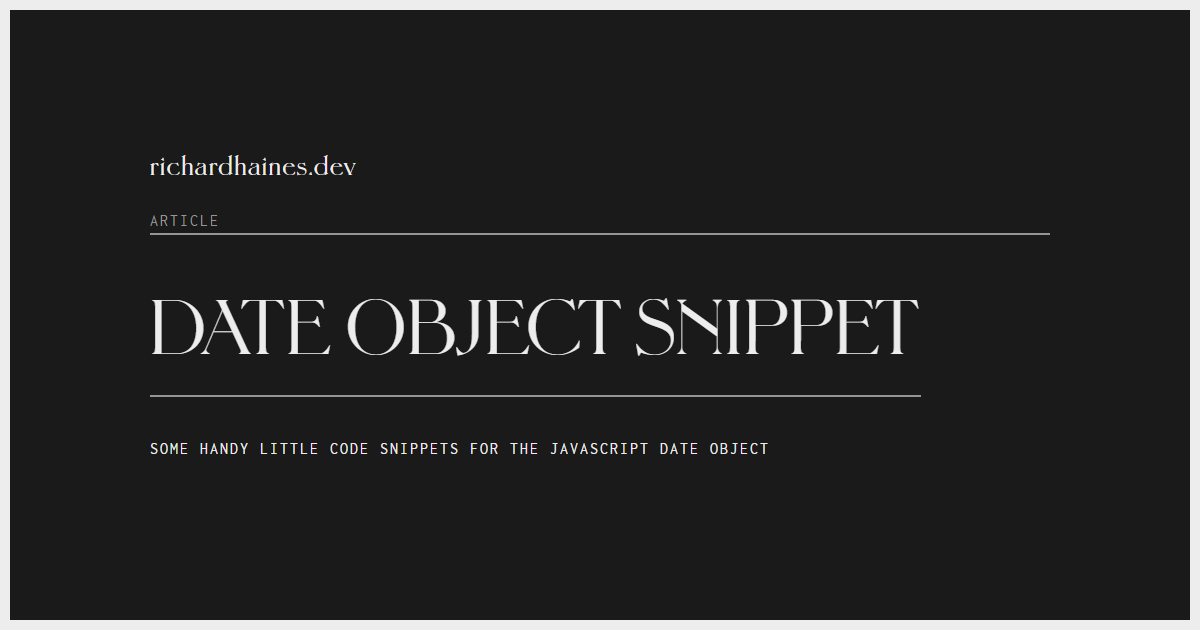 richardhaines.dev
ARTICLE
DATE OBJECT SNIPPET
SOME HANDY LITTLE CODE SNIPPETS FOR THE JAVASCRIPT DATE OBJECT